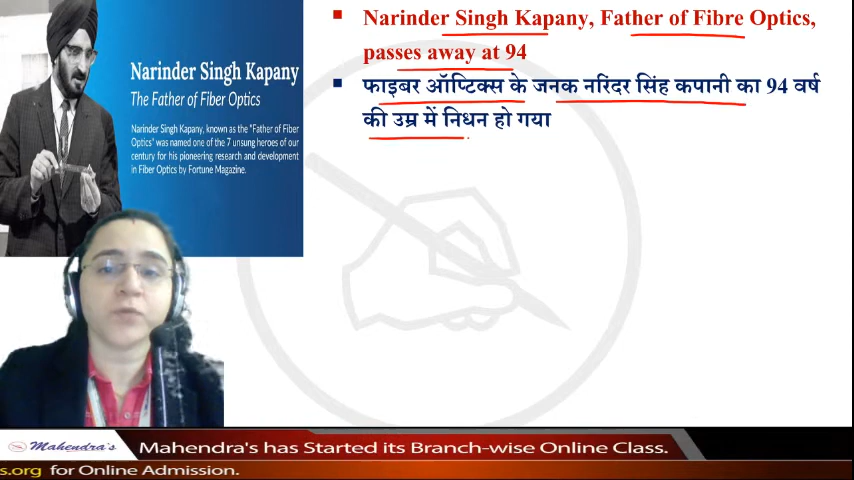 Narinder Singh Kapany, Father of Fibre Optics,
passes away at 94
फाइबर ऑप्टिक्स के जनक नरिंदर सिंह कपानी का 94 वर्ष
की उम्र में निधन हो गया
Narinder Singh Kapany
The Father of Fiber Optics
Narinder Singh Kapany, known as the "Father of Fiber
Optics" was named one of the 7 unsung heroes of our
century for his pioneering research and development
in Fiber Optics by Fortune Magazine.
Mahendra's
Mahendra's has Started its Branch-wise Online Class.
s.org for Online Admission.